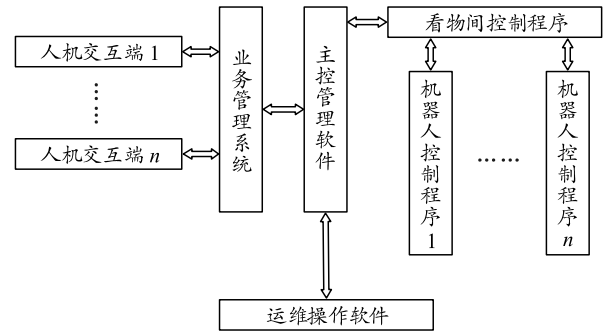 看物间控制程序
人机交互端 1
……
人机交互端 n
业务管理系统
主控管理软件
机器人控制程序 1
……
机器人控制程序 n
运维操作软件